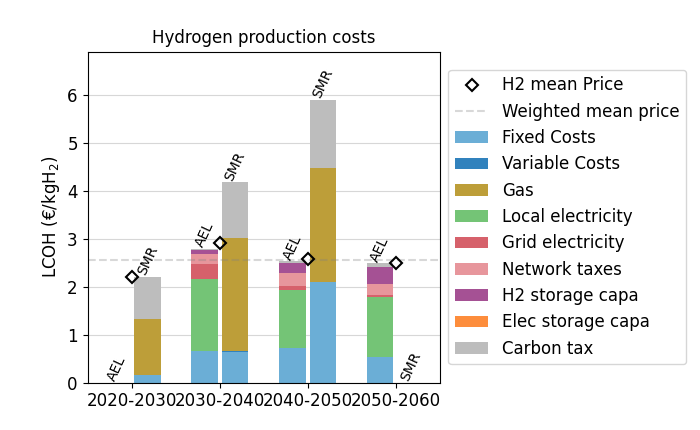 Hydrogen production costs
LCOH (€/kgH₂)
6
5
4
3
2
1
0
AEL
SMR
AEL
SMR
AEL
SMR
AEL
SMR
2020-2030
2030-2040
2040-2050
2050-2060
H2 mean Price
Weighted mean price
Fixed Costs
Variable Costs
Gas
Local electricity
Grid electricity
Network taxes
H2 storage capa
Elec storage capa
Carbon tax